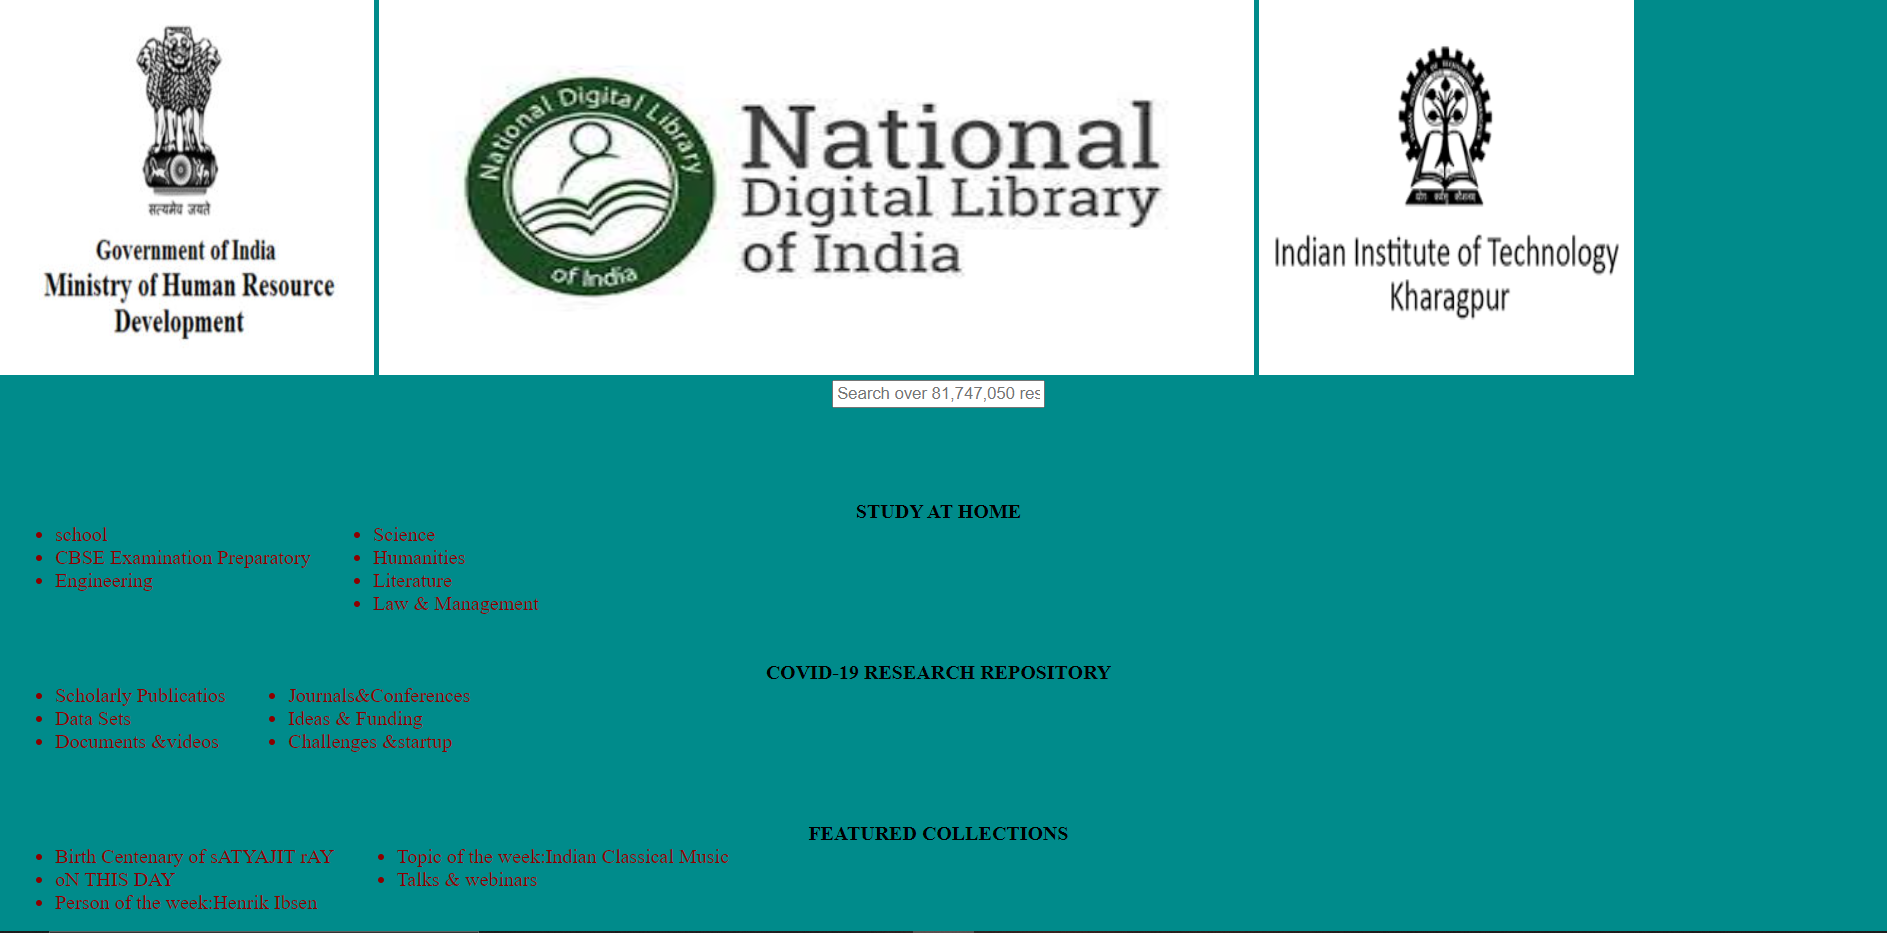 सत्यमेव जयते
Government of India
Ministry of Human Resource
Development
National Digital Library
of India
National
Digital Library
of India
योगः कर्मसु कौशलम्
Indian Institute of Technology
Kharagpur
Search over 81,747,050 res
STUDY AT HOME
school
CBSE Examination Preparatory
Engineering
Science
Humanities
Literature
Law & Management
COVID-19 RESEARCH REPOSITORY
Scholarly Publicatios
Data Sets
Documents &videos
Journals&Conferences
Ideas & Funding
Challenges &startup
FEATURED COLLECTIONS
Birth Centenary of sATYAJIT rAY
oN THIS DAY
Person of the week:Henrik Ibsen
Topic of the week:Indian Classical Music
Talks & webinars